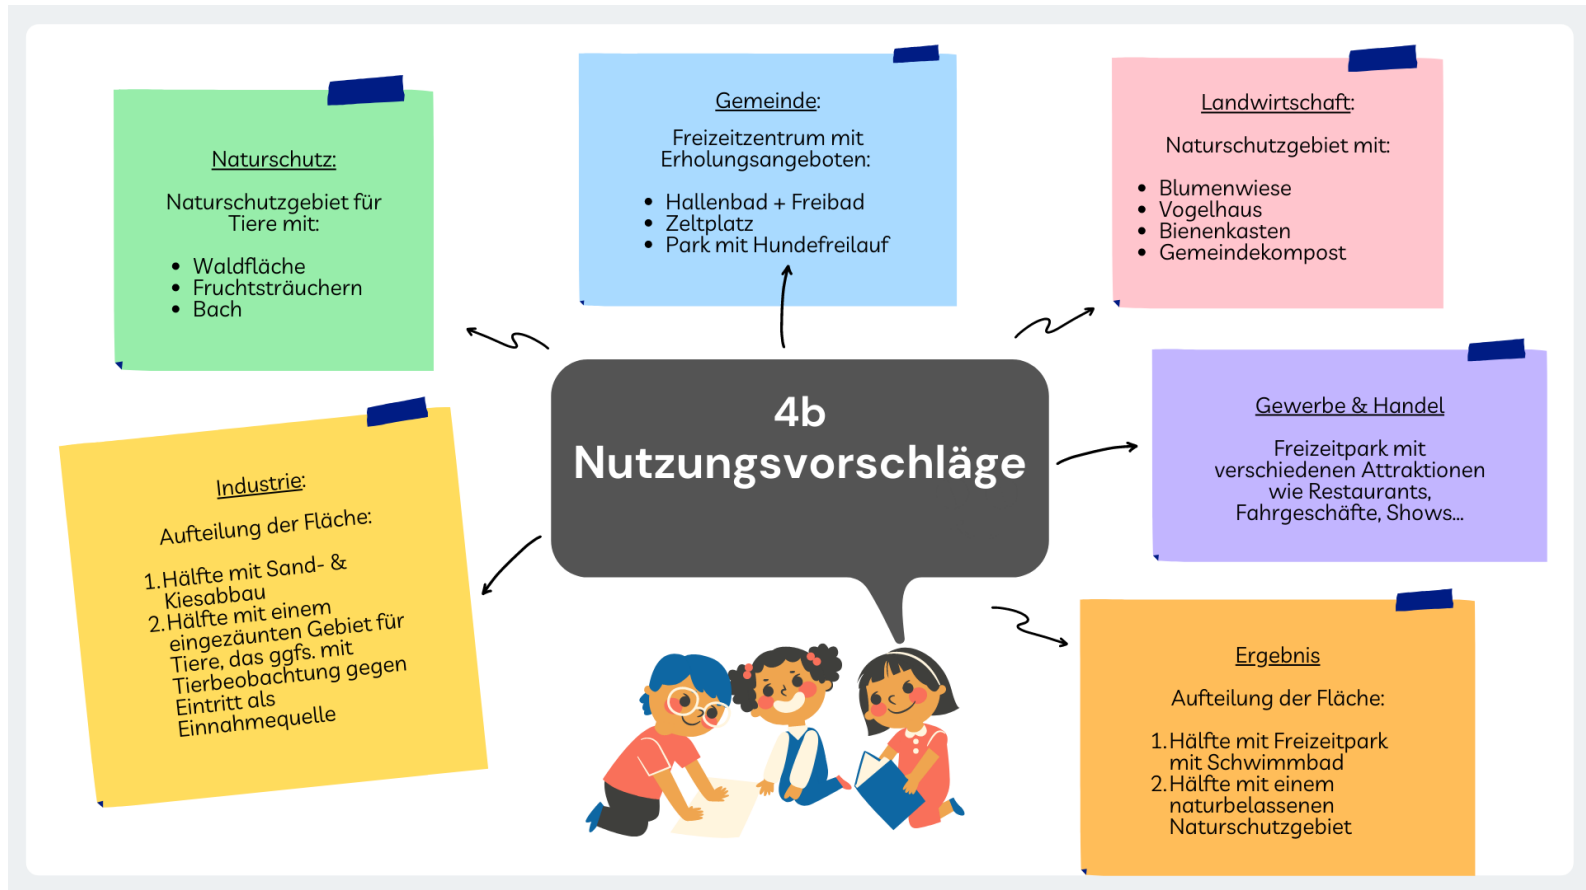 Naturschutz:
Naturschutzgebiet für
Tiere mit:
• Waldfläche
• Fruchtsträuchern
• Bach
Gemeinde:
Freizeitzentrum mit
Erholungsangeboten:
• Hallenbad + Freibad
• Zeltplatz
• Park mit Hundefreilauf
Landwirtschaft:
Naturschutzgebiet mit:
• Blumenwiese
• Vogelhaus
• Bienenkasten
• Gemeindekompost
4b
Nutzungsvorschläge
Gewerbe & Handel
Freizeitpark mit
verschiedenen Attraktionen
wie Restaurants,
Fahrgeschäfte, Shows...
Industrie:
Aufteilung der Fläche:
1. Hälfte mit Sand- &
Kiesabbau
2. Hälfte mit einem
eingezäunten Gebiet für
Tiere, das ggfs. mit
Tierbeobachtung gegen
Eintritt als
Einnahmequelle
Ergebnis
Aufteilung der Fläche:
1. Hälfte mit Freizeitpark
mit Schwimmbad
2. Hälfte mit einem
naturbelassenen
Naturschutzgebiet